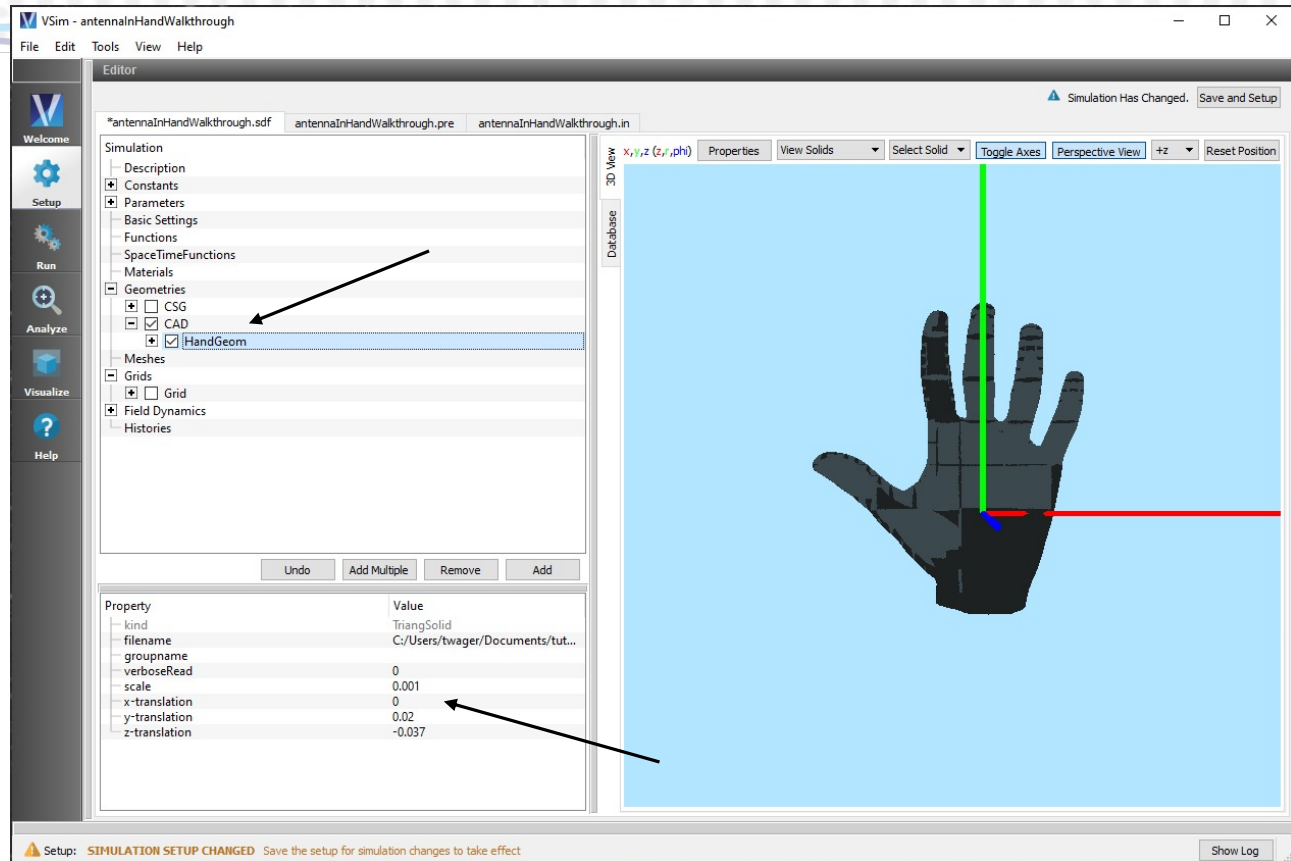 VSim - antennaInHandWalkthrough
File Edit Tools View Help
Editor
Simulation Has Changed. Save and Setup
*antennaInHandWalkthrough.sdf antennaInHandWalkthrough.pre antennaInHandWalkthrough.in
Welcome
Setup
Run
Analyze
Visualize
Help
Simulation
Description
Constants
Parameters
Basic Settings
Functions
SpaceTimeFunctions
Materials
Geometries
CSG
CAD
HandGeom
Meshes
Grids
Grid
Field Dynamics
Histories
Undo Add Multiple Remove Add
Property Value
kind TriangSolid
filename C:/Users/twager/Documents/tut...
groupname
verboseRead 0
scale 0.001
x-translation 0
y-translation 0.02
z-translation -0.037
3D View
Database
x,y,z (z,r,phi) Properties View Solids Select Solid Toggle Axes Perspective View +z Reset Position
Setup: SIMULATION SETUP CHANGED Save the setup for simulation changes to take effect
Show Log